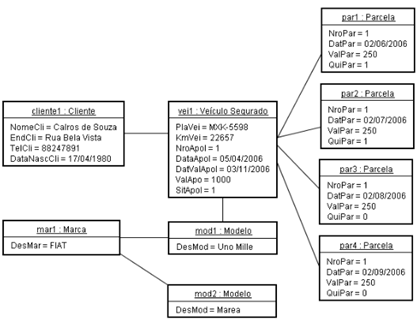 par1 : Parcela
NroPar = 1
DatPar = 02/06/2006
ValPar = 250
QuiPar = 1
par2 : Parcela
NroPar = 1
DatPar = 02/07/2006
ValPar = 250
QuiPar = 1
par3 : Parcela
NroPar = 1
DatPar = 02/08/2006
ValPar = 250
QuiPar = 0
par4 : Parcela
NroPar = 1
DatPar = 02/09/2006
ValPar = 250
QuiPar = 0
cliente1 : Cliente
NomeCli = Calros de Souza
EndCli = Rua Bela Vista
TelCli = 88247891
DataNascCli = 17/04/1980
vei1 : Veículo Segurado
PlaVei = MXK-5598
KmVei = 22657
NroApol = 1
DataApol = 05/04/2006
DatValApol = 03/11/2006
ValApo = 1000
SitApol = 1
mar1 : Marca
DesMar = FIAT
mod1 : Modelo
DesMod = Uno Mille
mod2 : Modelo
DesMod = Marea